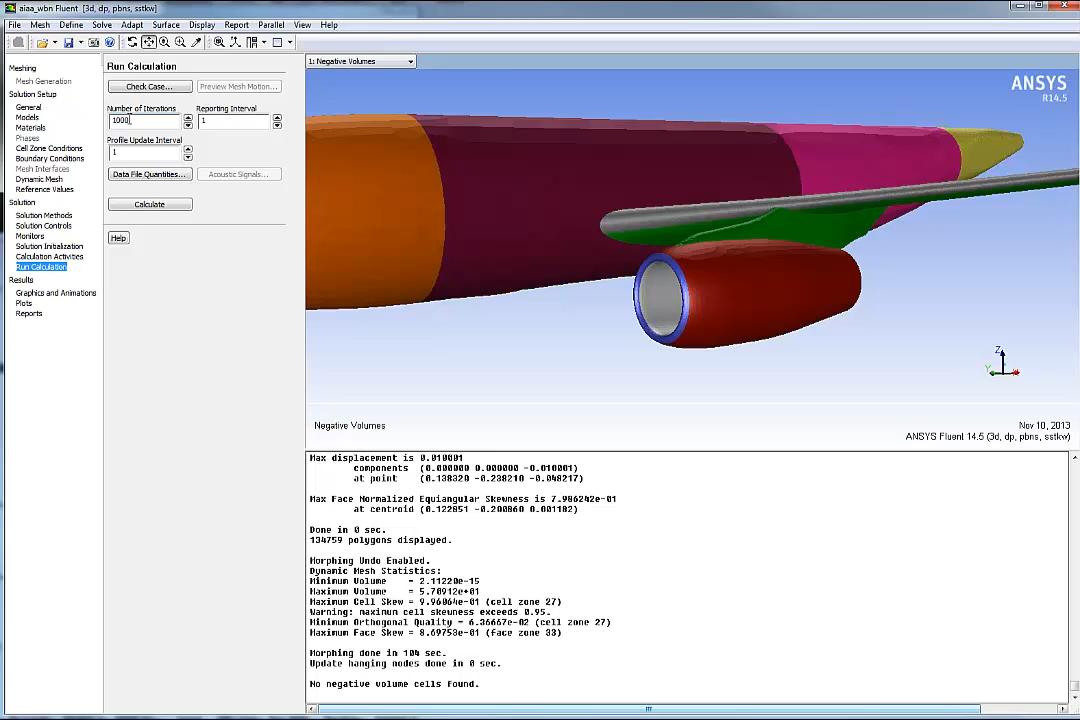 aiaa_wbn Fluent [3d, dp, pbns, sstkw]
File Mesh Define Solve Adapt Surface Display Report Parallel View Help
Meshing
Mesh Generation
Solution Setup
General
Models
Materials
Phases
Cell Zone Conditions
Boundary Conditions
Mesh Interfaces
Dynamic Mesh
Reference Values
Solution
Solution Methods
Solution Controls
Monitors
Solution Initialization
Calculation Activities
Run Calculation
Results
Graphics and Animations
Plots
Reports
Run Calculation
Check Case... Preview Mesh Motion...
Number of Iterations Reporting Interval
1000 1
Profile Update Interval
1
Data File Quantities... Acoustic Signals...
Calculate
Help
1: Negative Volumes
ANSYS
R14.5
Z
Y
Negative Volumes
Nov 10, 2013
ANSYS Fluent 14.5 (3d, dp, pbns, sstkw)
Max displacement is 0.010001
components (0.000000 0.000000 -0.010001)
at point (0.138320 -0.238210 -0.048217)
Max Face Normalized Equiangular Skewness is 7.986242e-01
at centroid (0.122851 -0.200860 0.001182)
Done in 0 sec.
134759 polygons displayed.
Morphing Undo Enabled.
Dynamic Mesh Statistics:
Minimum Volume = 2.11220e-15
Maximum Volume = 5.70912e+01
Maximum Cell Skew = 9.96064e-01 (cell zone 27)
Warning: maximum cell skewness exceeds 0.95.
Minimum Orthogonal Quality = 6.36667e-02 (cell zone 27)
Maximum Face Skew = 8.69753e-01 (face zone 33)
Morphing done in 104 sec.
Update hanging nodes done in 0 sec.
No negative volume cells found.